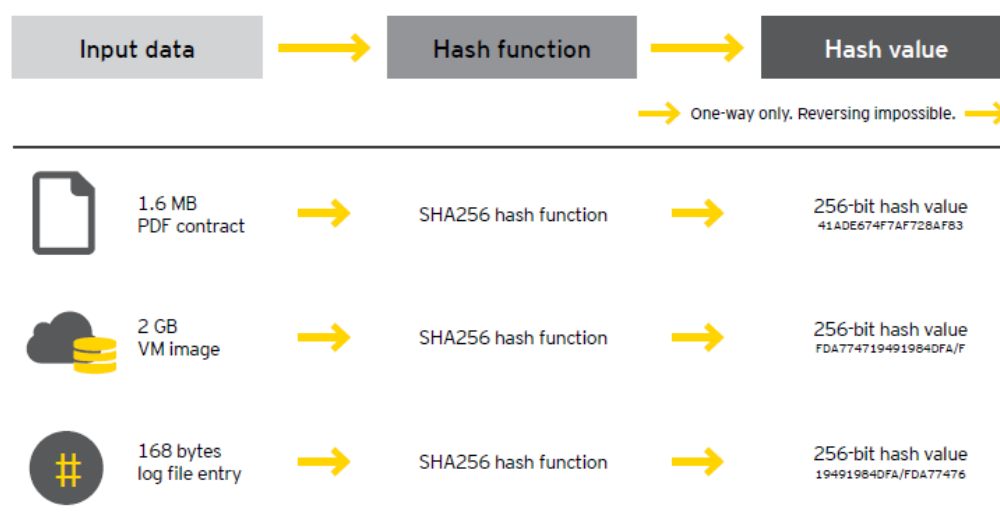 Input data
Hash function
Hash value
One-way only. Reversing impossible.
1.6 MB
PDF contract
SHA256 hash function
256-bit hash value
41ADE674F7AF728AF83
2 GB
VM image
SHA256 hash function
256-bit hash value
FDA774719491984DFA/F
#
168 bytes
log file entry
SHA256 hash function
256-bit hash value
19491984DFA/FDA77476